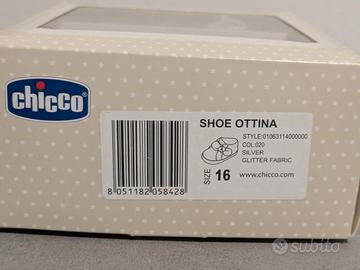 chicco
SHOE OTTINA
STYLE:01063114000000
COL:020
SILVER
GLITTER FABRIC
SIZE 16 www.chicco.com
8 051182 058428
subito